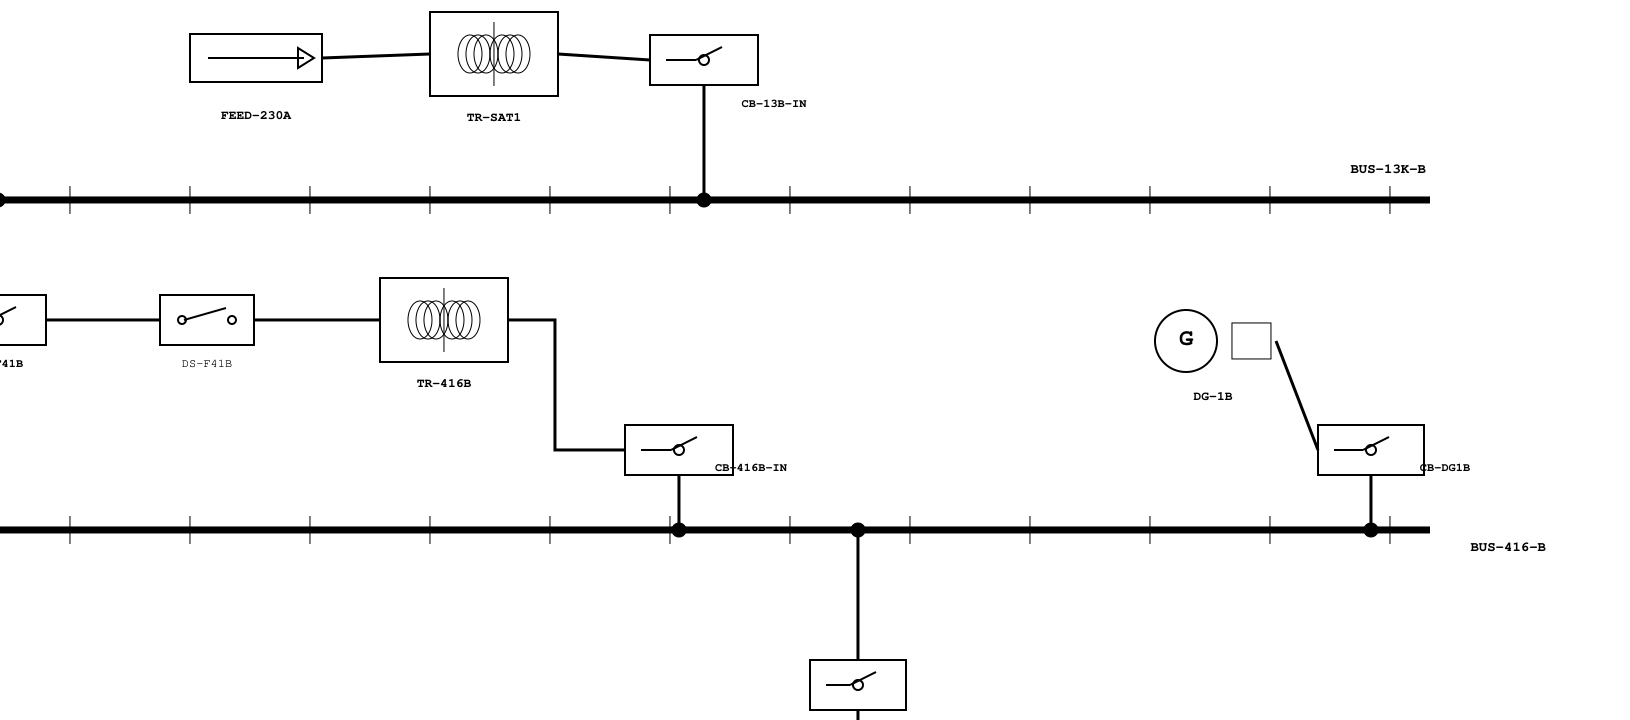 FEED-230A
TR-SAT1
CB-13B-IN
BUS-13K-B
DS-F41B
TR-416B
G
DG-1B
CB-416B-IN
CB-DG1B
BUS-416-B